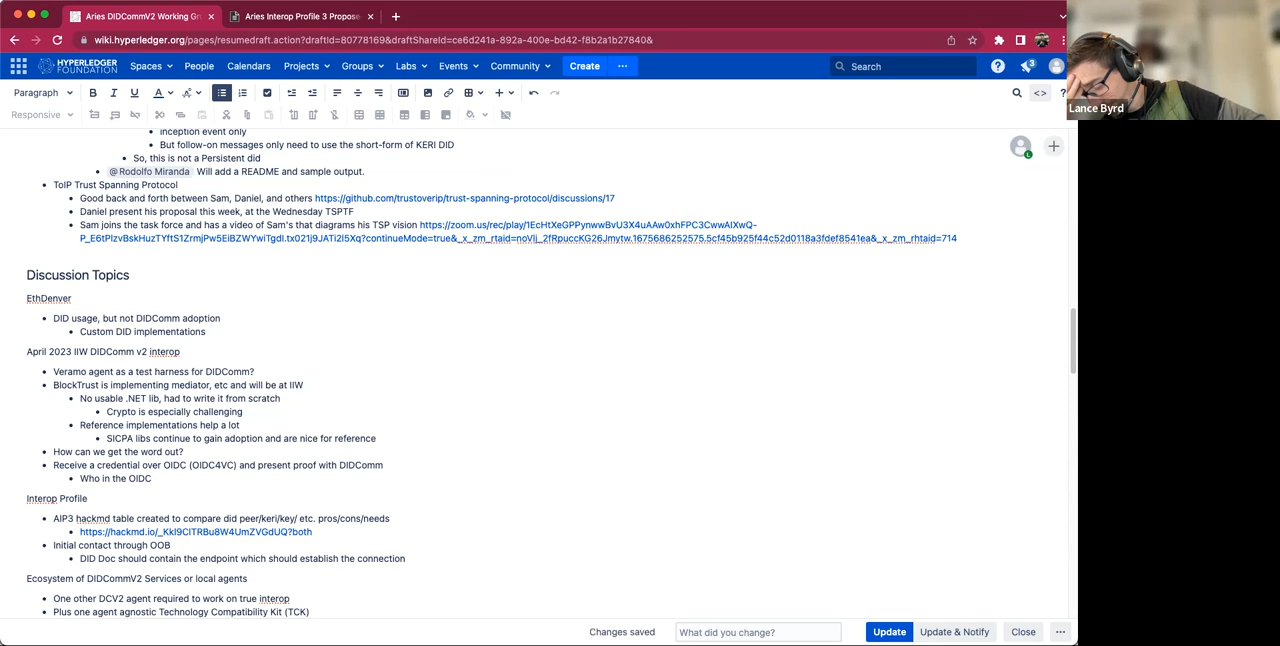 Aries DIDCommV2 Working Gr
Aries Interop Profile 3 Propose
wiki.hyperledger.org/pages/resumedraft.action?draftId=80778169&draftShareId=ce6d241a-892a-400e-bd42-f8b2a1b27840&
HYPERLEDGER FOUNDATION Spaces People Calendars Projects Groups Labs Events Community Create ... Search 3
Lance Byrd
Paragraph B I U A
Responsive
inception event only
But follow-on messages only need to use the short-form of KERI DID
So, this is not a Persistent did
@Rodolfo Miranda Will add a README and sample output.
ToIP Trust Spanning Protocol
Good back and forth between Sam, Daniel, and others https://github.com/trustoverip/trust-spanning-protocol/discussions/17
Daniel present his proposal this week, at the Wednesday TSPTF
Sam joins the task force and has a video of Sam's that diagrams his TSP vision https://zoom.us/rec/play/1EcHtXeGPPynwwBvU3X4uAAw0xhFPC3CwwAIXwQ-
P_E6tPlzvBskHuzTYftS1ZrmjPw5EiBZWYwiTgdl.tx021j9JATi2l5Xq?continueMode=true&_x_zm_rtaid=noVlj_2fRpuccKG26Jmytw.1675686252575.5cf45b925f44c52d0118a3fdef8541ea&_x_zm_rhtaid=714
Discussion Topics
EthDenver
DID usage, but not DIDComm adoption
Custom DID implementations
April 2023 IIW DIDComm v2 interop
Veramo agent as a test harness for DIDComm?
BlockTrust is implementing mediator, etc and will be at IIW
No usable .NET lib, had to write it from scratch
Crypto is especially challenging
Reference implementations help a lot
SICPA libs continue to gain adoption and are nice for reference
How can we get the word out?
Receive a credential over OIDC (OIDC4VC) and present proof with DIDComm
Who in the OIDC
Interop Profile
AIP3 hackmd table created to compare did peer/keri/key/ etc. pros/cons/needs
https://hackmd.io/_KkI9CITRBu8W4UmZVGdUQ?both
Initial contact through OOB
DID Doc should contain the endpoint which should establish the connection
Ecosystem of DIDCommV2 Services or local agents
One other DCV2 agent required to work on true interop
Plus one agent agnostic Technology Compatibility Kit (TCK)
Changes saved What did you change? Update Update & Notify Close ...